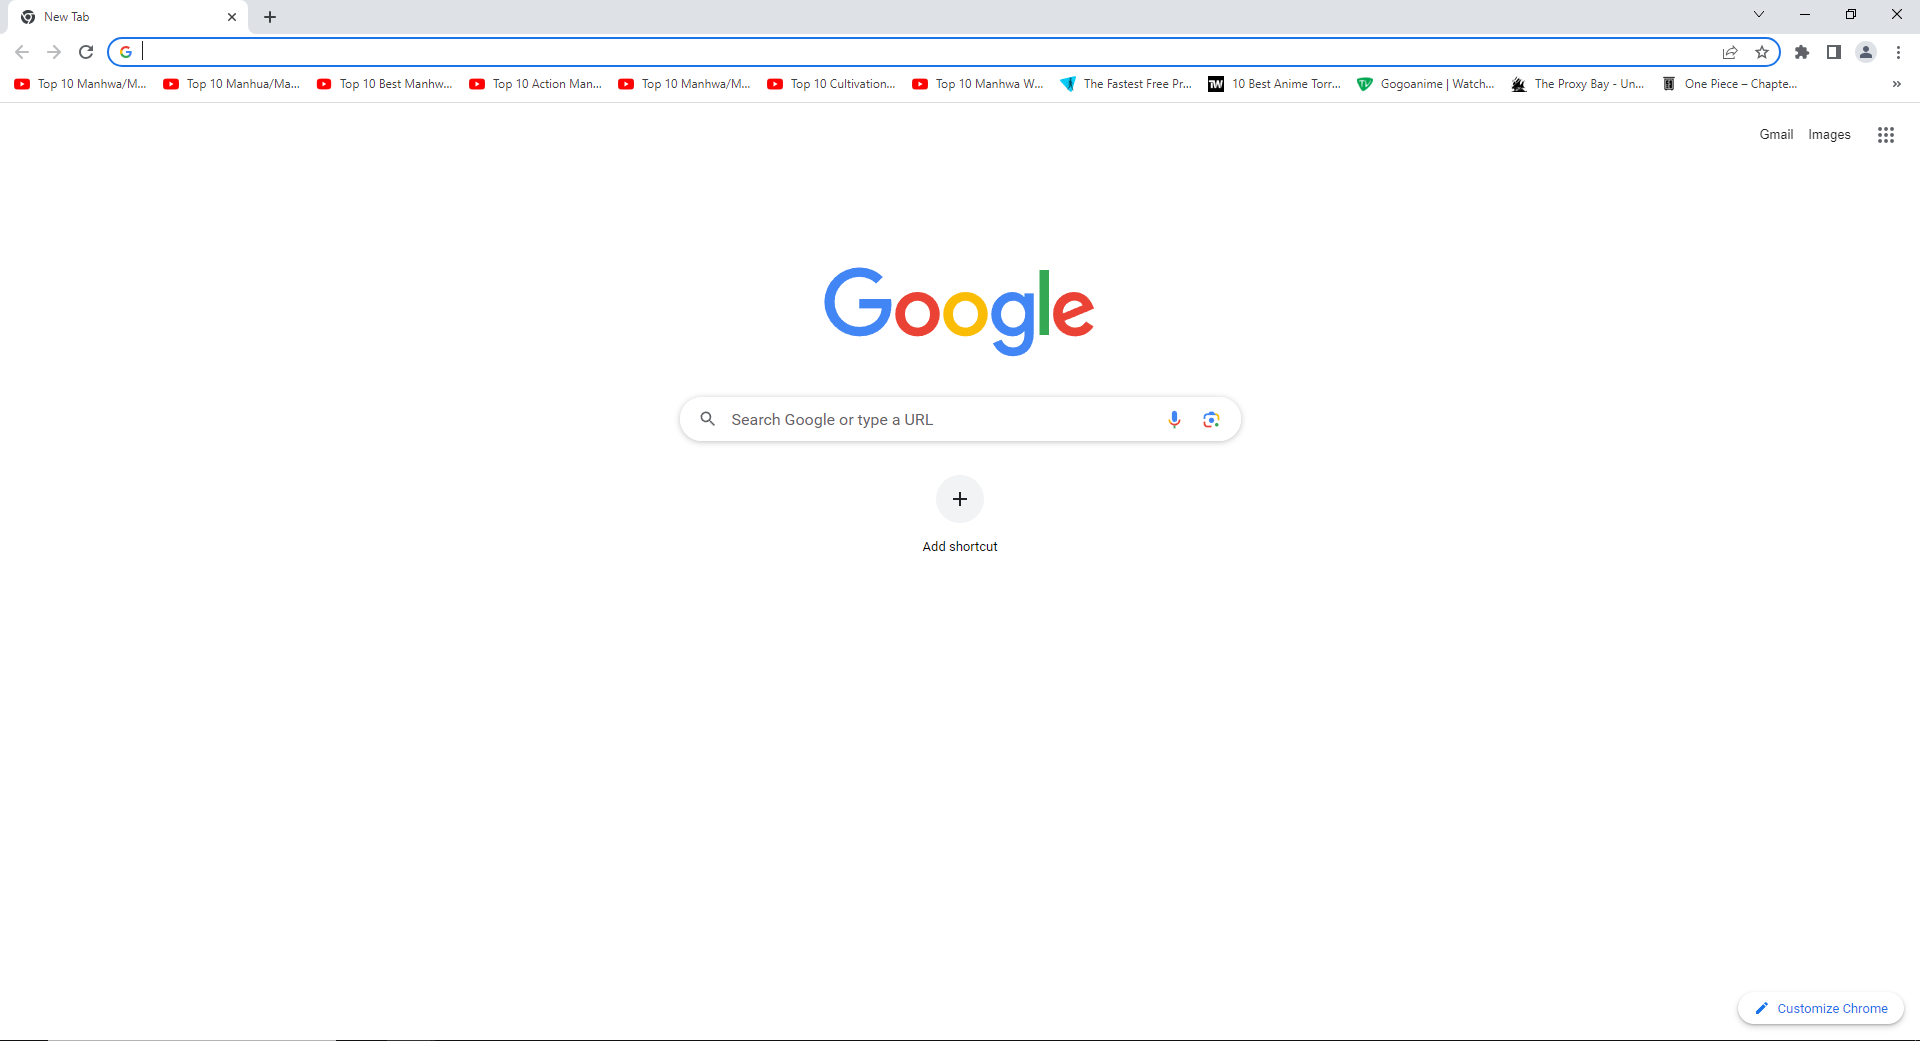 New Tab
Top 10 Manhwa/M... Top 10 Manhua/Ma... Top 10 Best Manhw... Top 10 Action Man... Top 10 Manhwa/M... Top 10 Cultivation... Top 10 Manhwa W... The Fastest Free Pr... TW 10 Best Anime Torr... TV Gogoanime | Watch... The Proxy Bay - Un... One Piece – Chapte...
Gmail Images
Google
Search Google or type a URL
Add shortcut
Customize Chrome